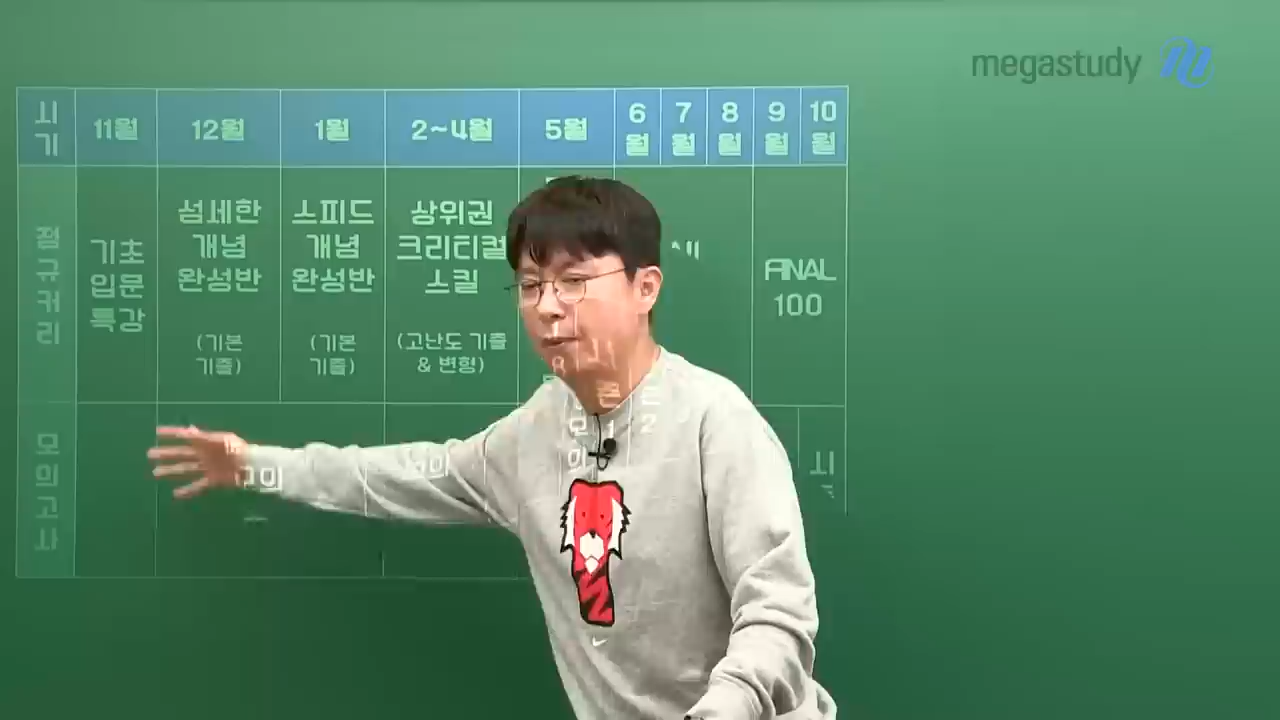 megastudy
시기 11월 12월 1월 2~4월 5월 6월 7월 8월 9월 10월
정규커리
기초
입문
특강
섬세한
개념
완성반
(기본
기출)
스피드
개념
완성반
(기본
기출)
상위권
크리티컬
스킬
(고난도 기출
& 변형)
FINAL
100
모의고사
모의
모의